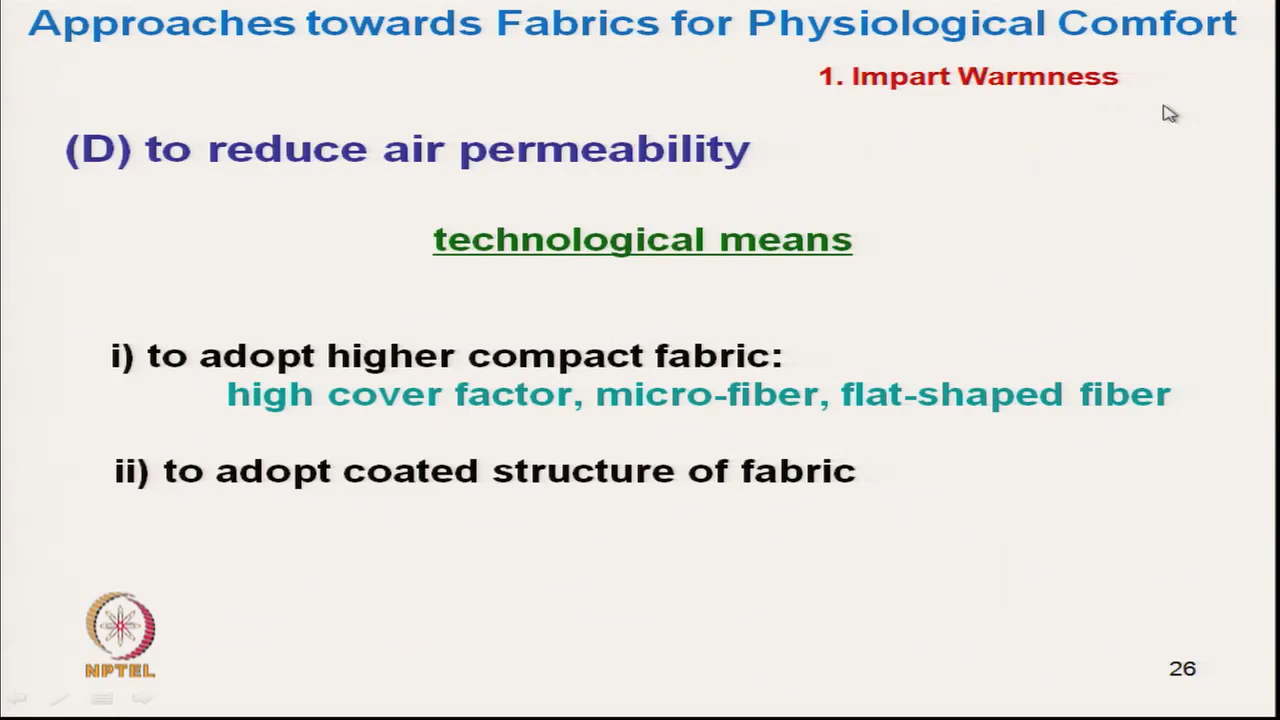 Approaches towards Fabrics for Physiological Comfort
1. Impart Warmness
(D) to reduce air permeability
technological means
i) to adopt higher compact fabric:
high cover factor, micro-fiber, flat-shaped fiber
ii) to adopt coated structure of fabric
NPTEL
26